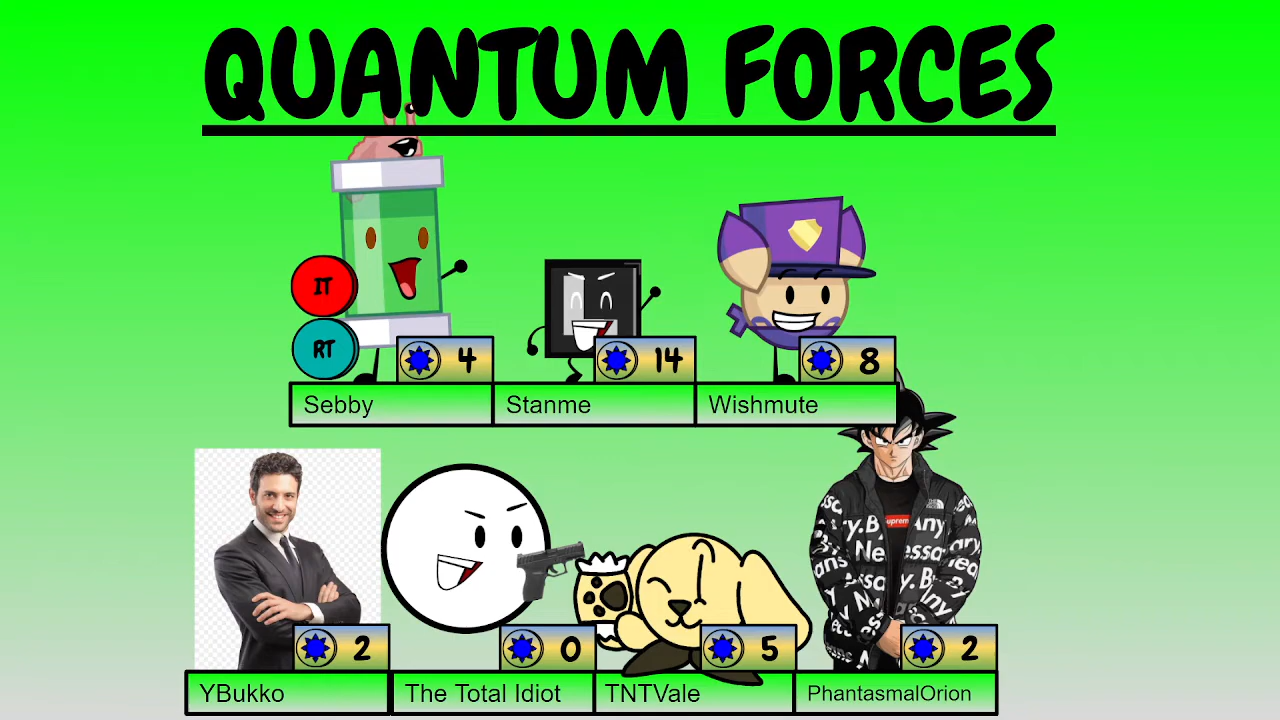 QUANTUM FORCES
IT
RT
4
14
8
Sebby
Stanme
Wishmute
2
0
5
2
YBukko
The Total Idiot
TNTVale
PhantasmalOrion